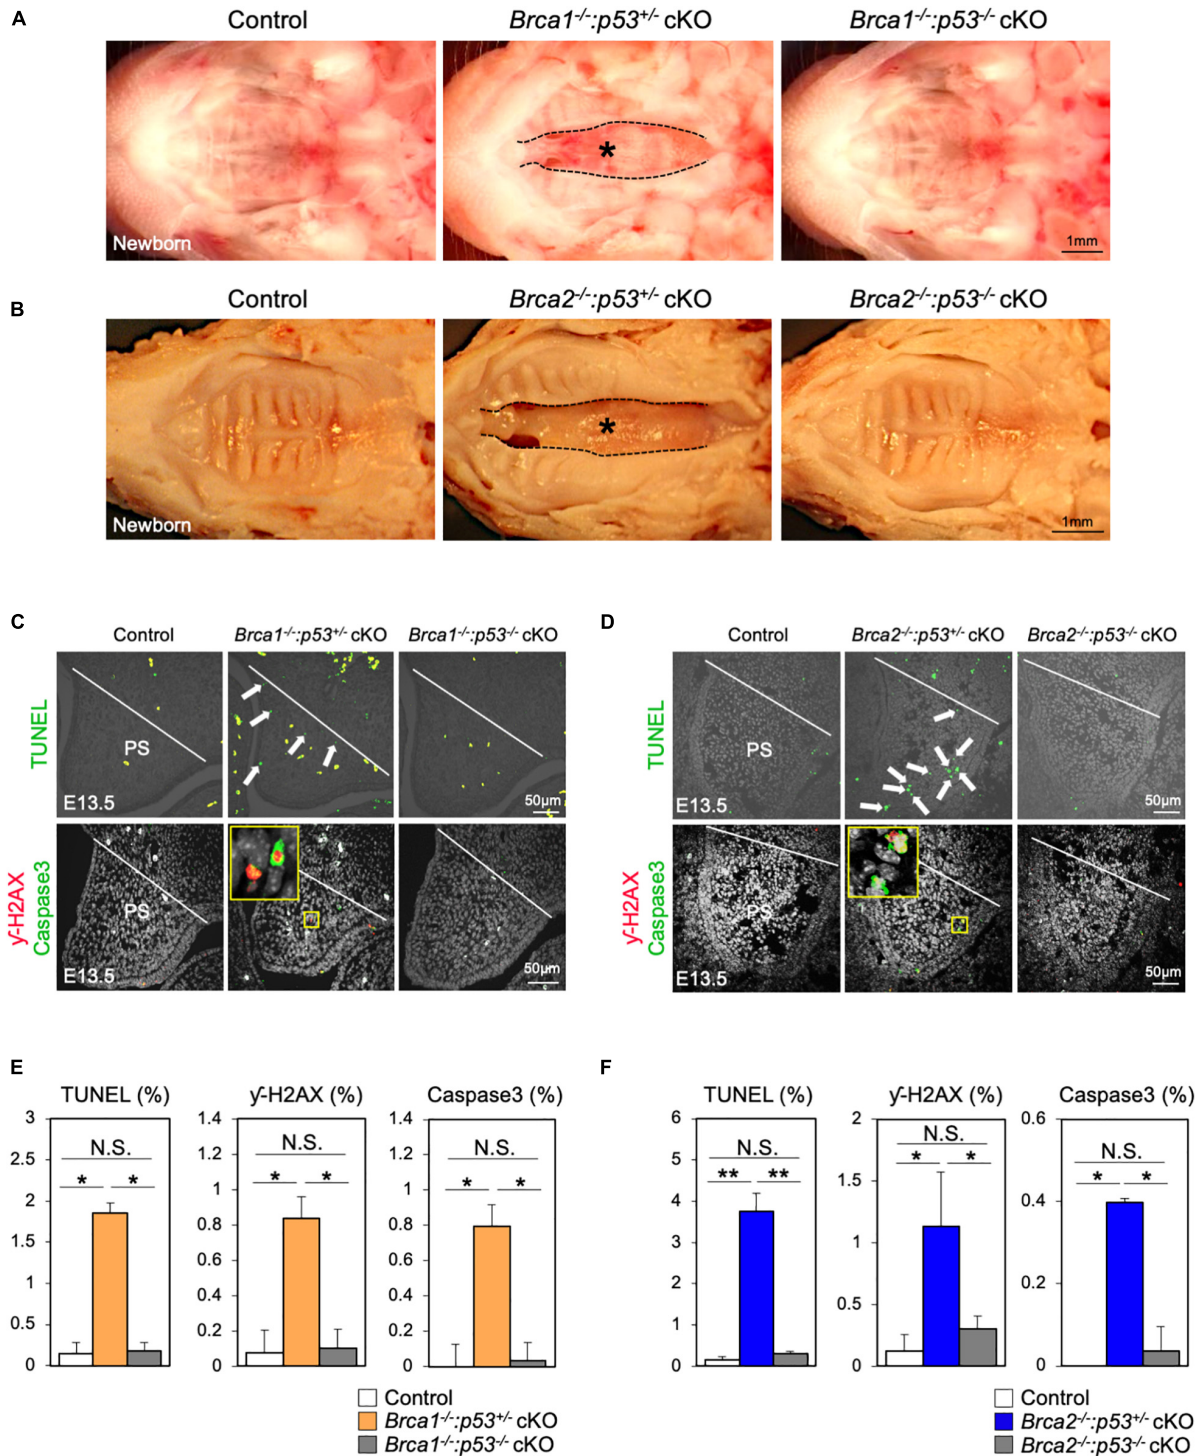 A
Control
Brca1-/-:p53+/- cKO
Brca1-/-:p53-/- cKO
*
Newborn
1mm
B
Control
Brca2-/-:p53+/- cKO
Brca2-/-:p53-/- cKO
*
Newborn
1mm
C
Control
Brca1-/-:p53+/- cKO
Brca1-/-:p53-/- cKO
TUNEL
PS
E13.5
50µm
γ-H2AX
Caspase3
PS
E13.5
50µm
D
Control
Brca2-/-:p53+/- cKO
Brca2-/-:p53-/- cKO
TUNEL
PS
E13.5
50µm
γ-H2AX
Caspase3
PS
E13.5
50µm
E
TUNEL (%)
3
2.5
2
1.5
1
0.5
0
N.S.
* *
γ-H2AX (%)
1.4
1.2
1
0.8
0.6
0.4
0.2
0
N.S.
* *
Caspase3 (%)
1.4
1.2
1
0.8
0.6
0.4
0.2
0
N.S.
* *
Control
Brca1-/-:p53+/- cKO
Brca1-/-:p53-/- cKO
F
TUNEL (%)
6
5
4
3
2
1
0
N.S.
** **
γ-H2AX (%)
2
1.5
1
0.5
0
N.S.
* *
Caspase3 (%)
0.6
0.4
0.2
0
N.S.
* *
Control
Brca2-/-:p53+/- cKO
Brca2-/-:p53-/- cKO